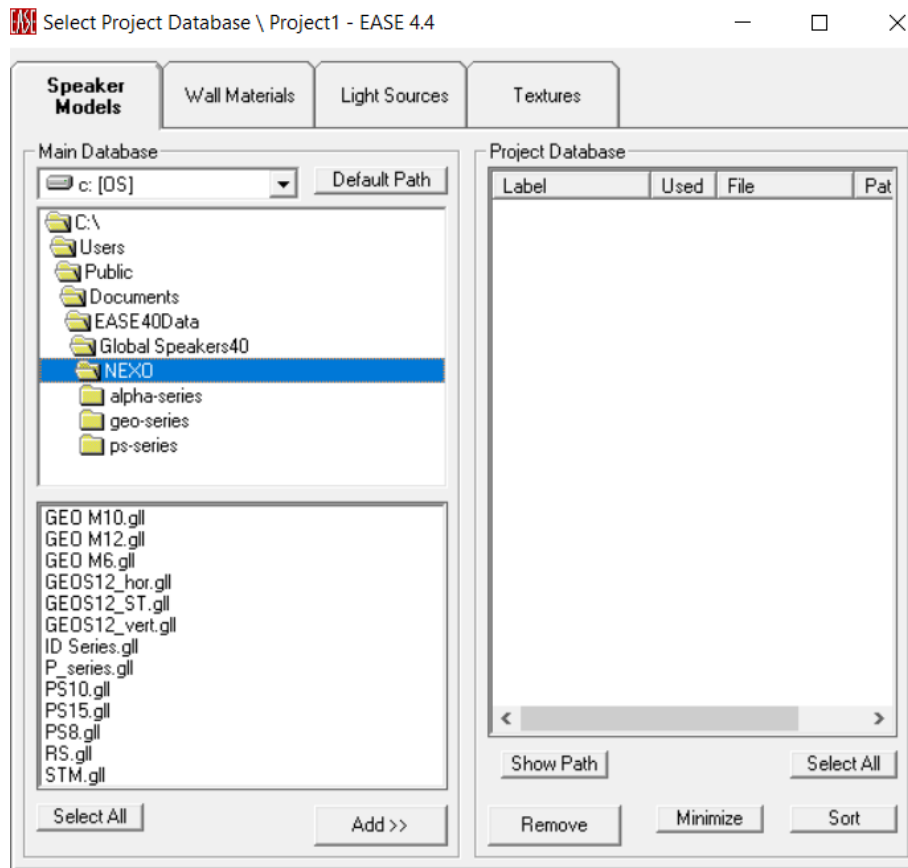 EASE Select Project Database \ Project1 - EASE 4.4
Speaker
Models
Wall Materials
Light Sources
Textures
Main Database
c: [OS]
Default Path
C:\
Users
Public
Documents
EASE40Data
Global Speakers40
NEXO
alpha-series
geo-series
ps-series
GEO M10.gll
GEO M12.gll
GEO M6.gll
GEOS12_hor.gll
GEOS12_ST.gll
GEOS12_vert.gll
ID Series.gll
P_series.gll
PS10.gll
PS15.gll
PS8.gll
RS.gll
STM.gll
Select All
Add >>
Project Database
Label Used File Pat
Show Path
Select All
Remove
Minimize
Sort